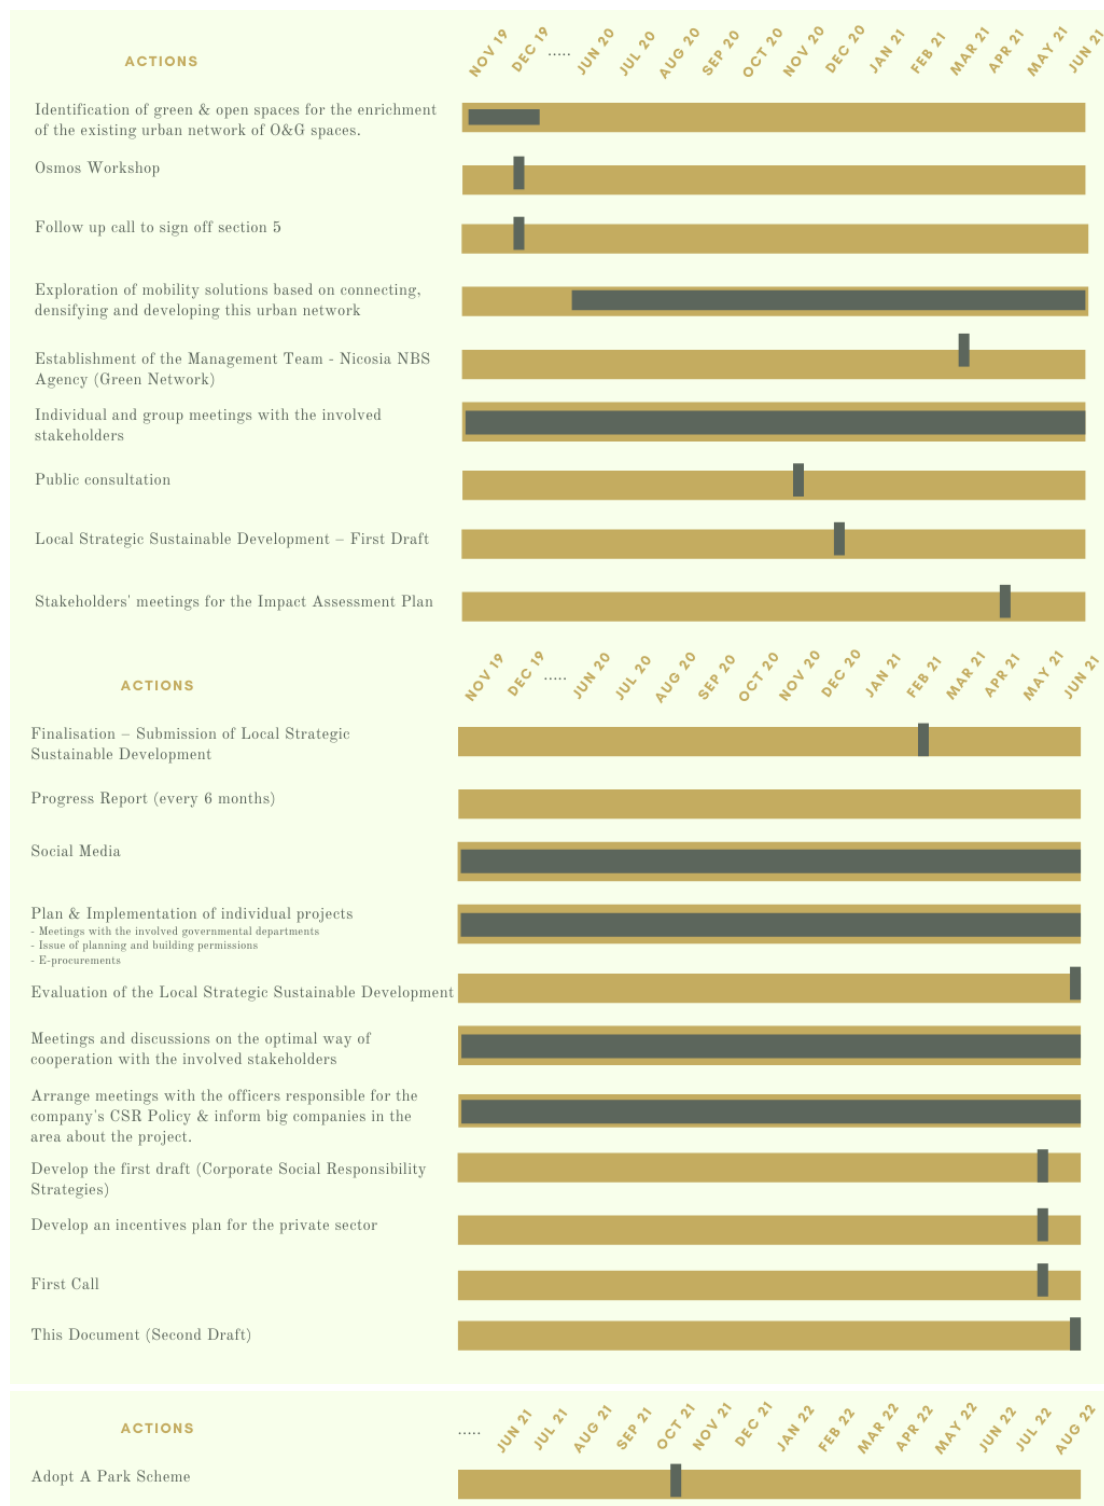 ACTIONS NOV 19 DEC 19 ..... JUN 20 JUL 20 AUG 20 SEP 20 OCT 20 NOV 20 DEC 20 JAN 21 FEB 21 MAR 21 APR 21 MAY 21 JUN 21
Identification of green & open spaces for the enrichment
of the existing urban network of O&G spaces.
Osmos Workshop
Follow up call to sign off section 5
Exploration of mobility solutions based on connecting,
densifying and developing this urban network
Establishment of the Management Team - Nicosia NBS
Agency (Green Network)
Individual and group meetings with the involved
stakeholders
Public consultation
Local Strategic Sustainable Development – First Draft
Stakeholders' meetings for the Impact Assessment Plan
ACTIONS NOV 19 DEC 19 ..... JUN 20 JUL 20 AUG 20 SEP 20 OCT 20 NOV 20 DEC 20 JAN 21 FEB 21 MAR 21 APR 21 MAY 21 JUN 21
Finalisation – Submission of Local Strategic
Sustainable Development
Progress Report (every 6 months)
Social Media
Plan & Implementation of individual projects
- Meetings with the involved governmental departments
- Issue of planning and building permissions
- E-procurements
Evaluation of the Local Strategic Sustainable Development
Meetings and discussions on the optimal way of
cooperation with the involved stakeholders
Arrange meetings with the officers responsible for the
company's CSR Policy & inform big companies in the
area about the project.
Develop the first draft (Corporate Social Responsibility
Strategies)
Develop an incentives plan for the private sector
First Call
This Document (Second Draft)
ACTIONS ..... JUN 21 JUL 21 AUG 21 SEP 21 OCT 21 NOV 21 DEC 21 JAN 22 FEB 22 MAR 22 APR 22 MAY 22 JUN 22 JUL 22 AUG 22
Adopt A Park Scheme